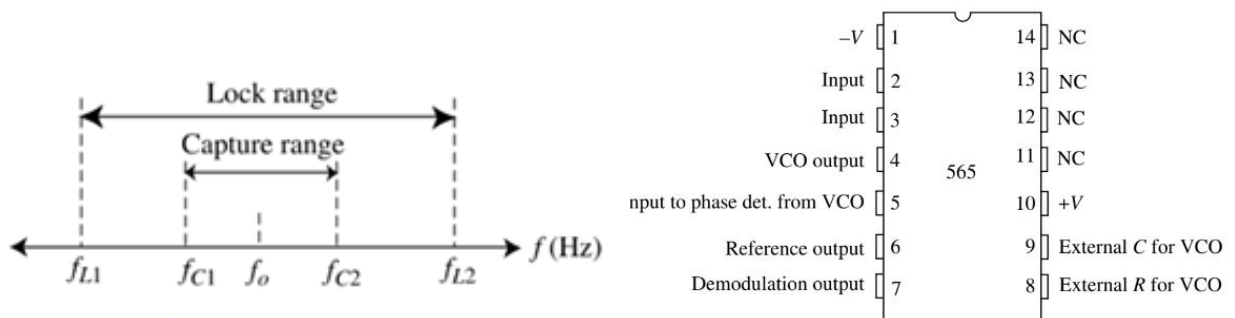 Lock range
Capture range
f (Hz)
fL1 fC1 fo fC2 fL2
–V 1 14 NC
Input 2 13 NC
Input 3 12 NC
VCO output 4 11 NC
565
nput to phase det. from VCO 5 10 +V
Reference output 6 9 External C for VCO
Demodulation output 7 8 External R for VCO